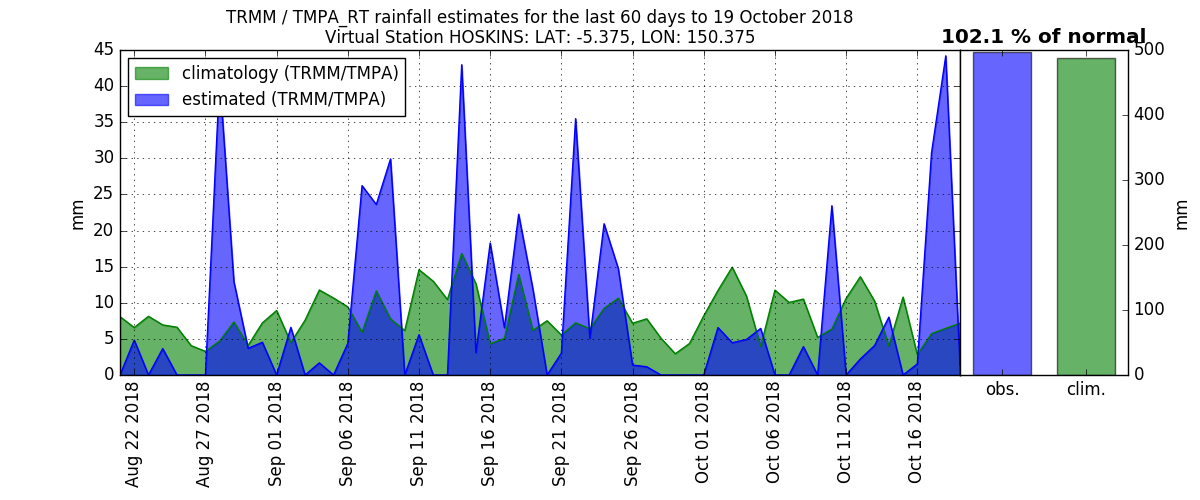 TRMM / TMPA_RT rainfall estimates for the last 60 days to 19 October 2018
Virtual Station HOSKINS: LAT: -5.375, LON: 150.375
102.1 % of normal
climatology (TRMM/TMPA)
estimated (TRMM/TMPA)
45
40
35
30
25
20
15
10
5
0
mm
Aug 22 2018
Aug 27 2018
Sep 01 2018
Sep 06 2018
Sep 11 2018
Sep 16 2018
Sep 21 2018
Sep 26 2018
Oct 01 2018
Oct 06 2018
Oct 11 2018
Oct 16 2018
obs.
clim.
500
400
300
200
100
0
mm